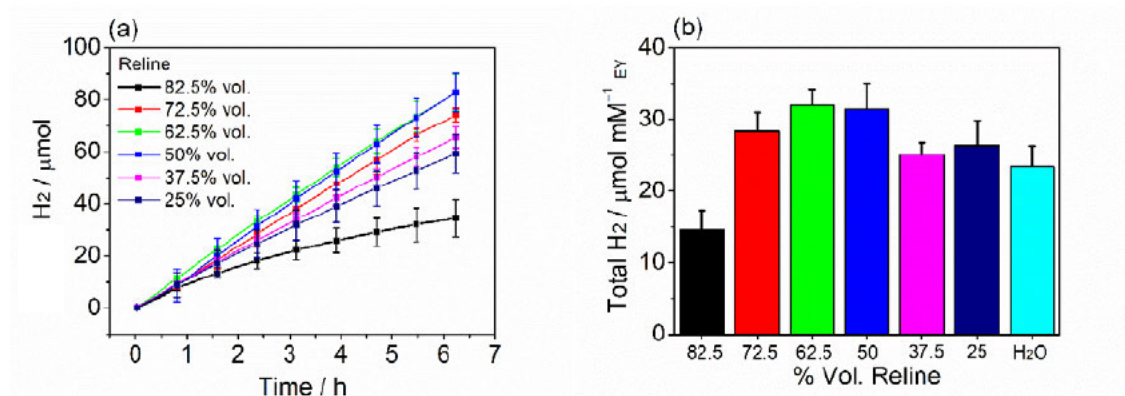 (a)
100
80
60
40
20
0
H2 / μmol
Reline
82.5% vol.
72.5% vol.
62.5% vol.
50% vol.
37.5% vol.
25% vol.
0 1 2 3 4 5 6 7
Time / h
(b)
40
30
20
10
0
Total H2 / μmol mM⁻¹ EY
82.5 72.5 62.5 50 37.5 25 H2O
% Vol. Reline